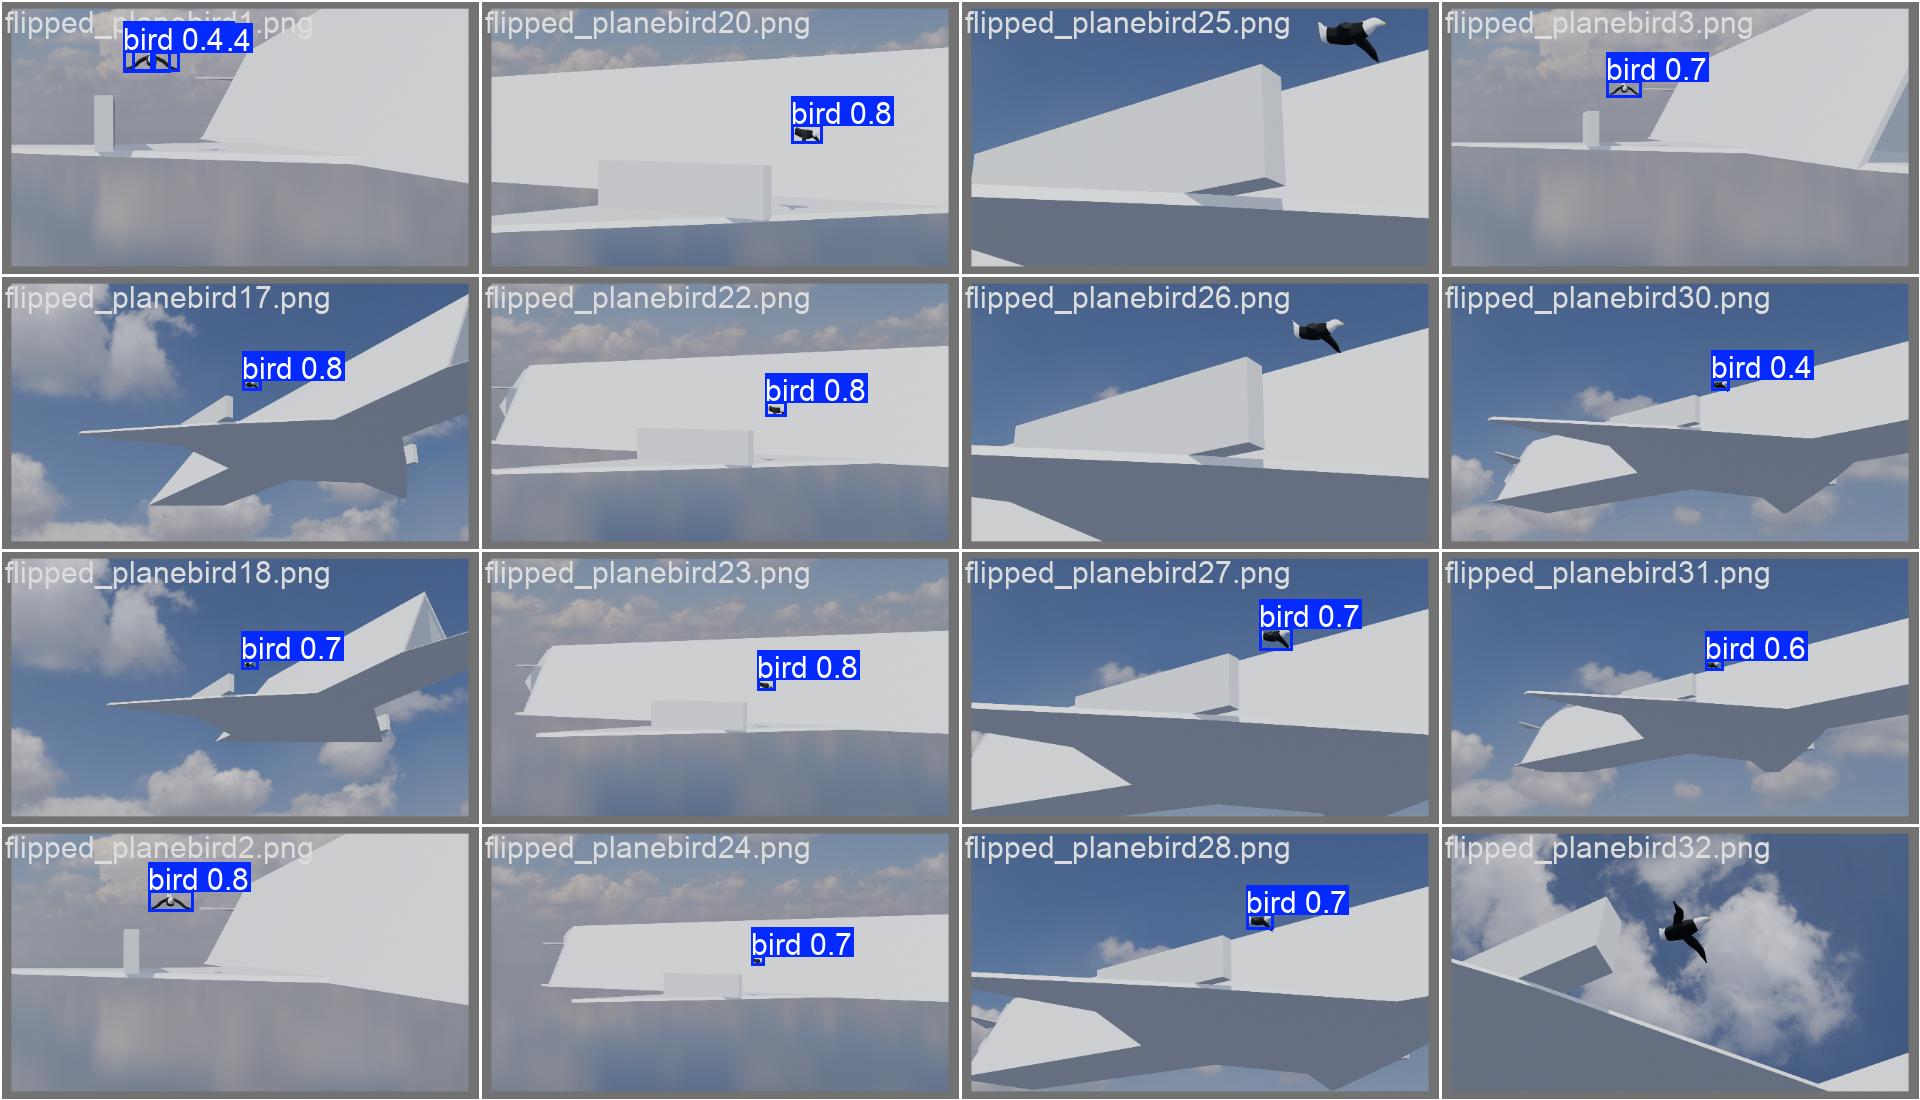 flipped_planebird1.png
bird 0.4.4
flipped_planebird20.png
bird 0.8
flipped_planebird25.png
flipped_planebird3.png
bird 0.7
flipped_planebird17.png
bird 0.8
flipped_planebird22.png
bird 0.8
flipped_planebird26.png
flipped_planebird30.png
bird 0.4
flipped_planebird18.png
bird 0.7
flipped_planebird23.png
bird 0.8
flipped_planebird27.png
bird 0.7
flipped_planebird31.png
bird 0.6
flipped_planebird2.png
bird 0.8
flipped_planebird24.png
bird 0.7
flipped_planebird28.png
bird 0.7
flipped_planebird32.png